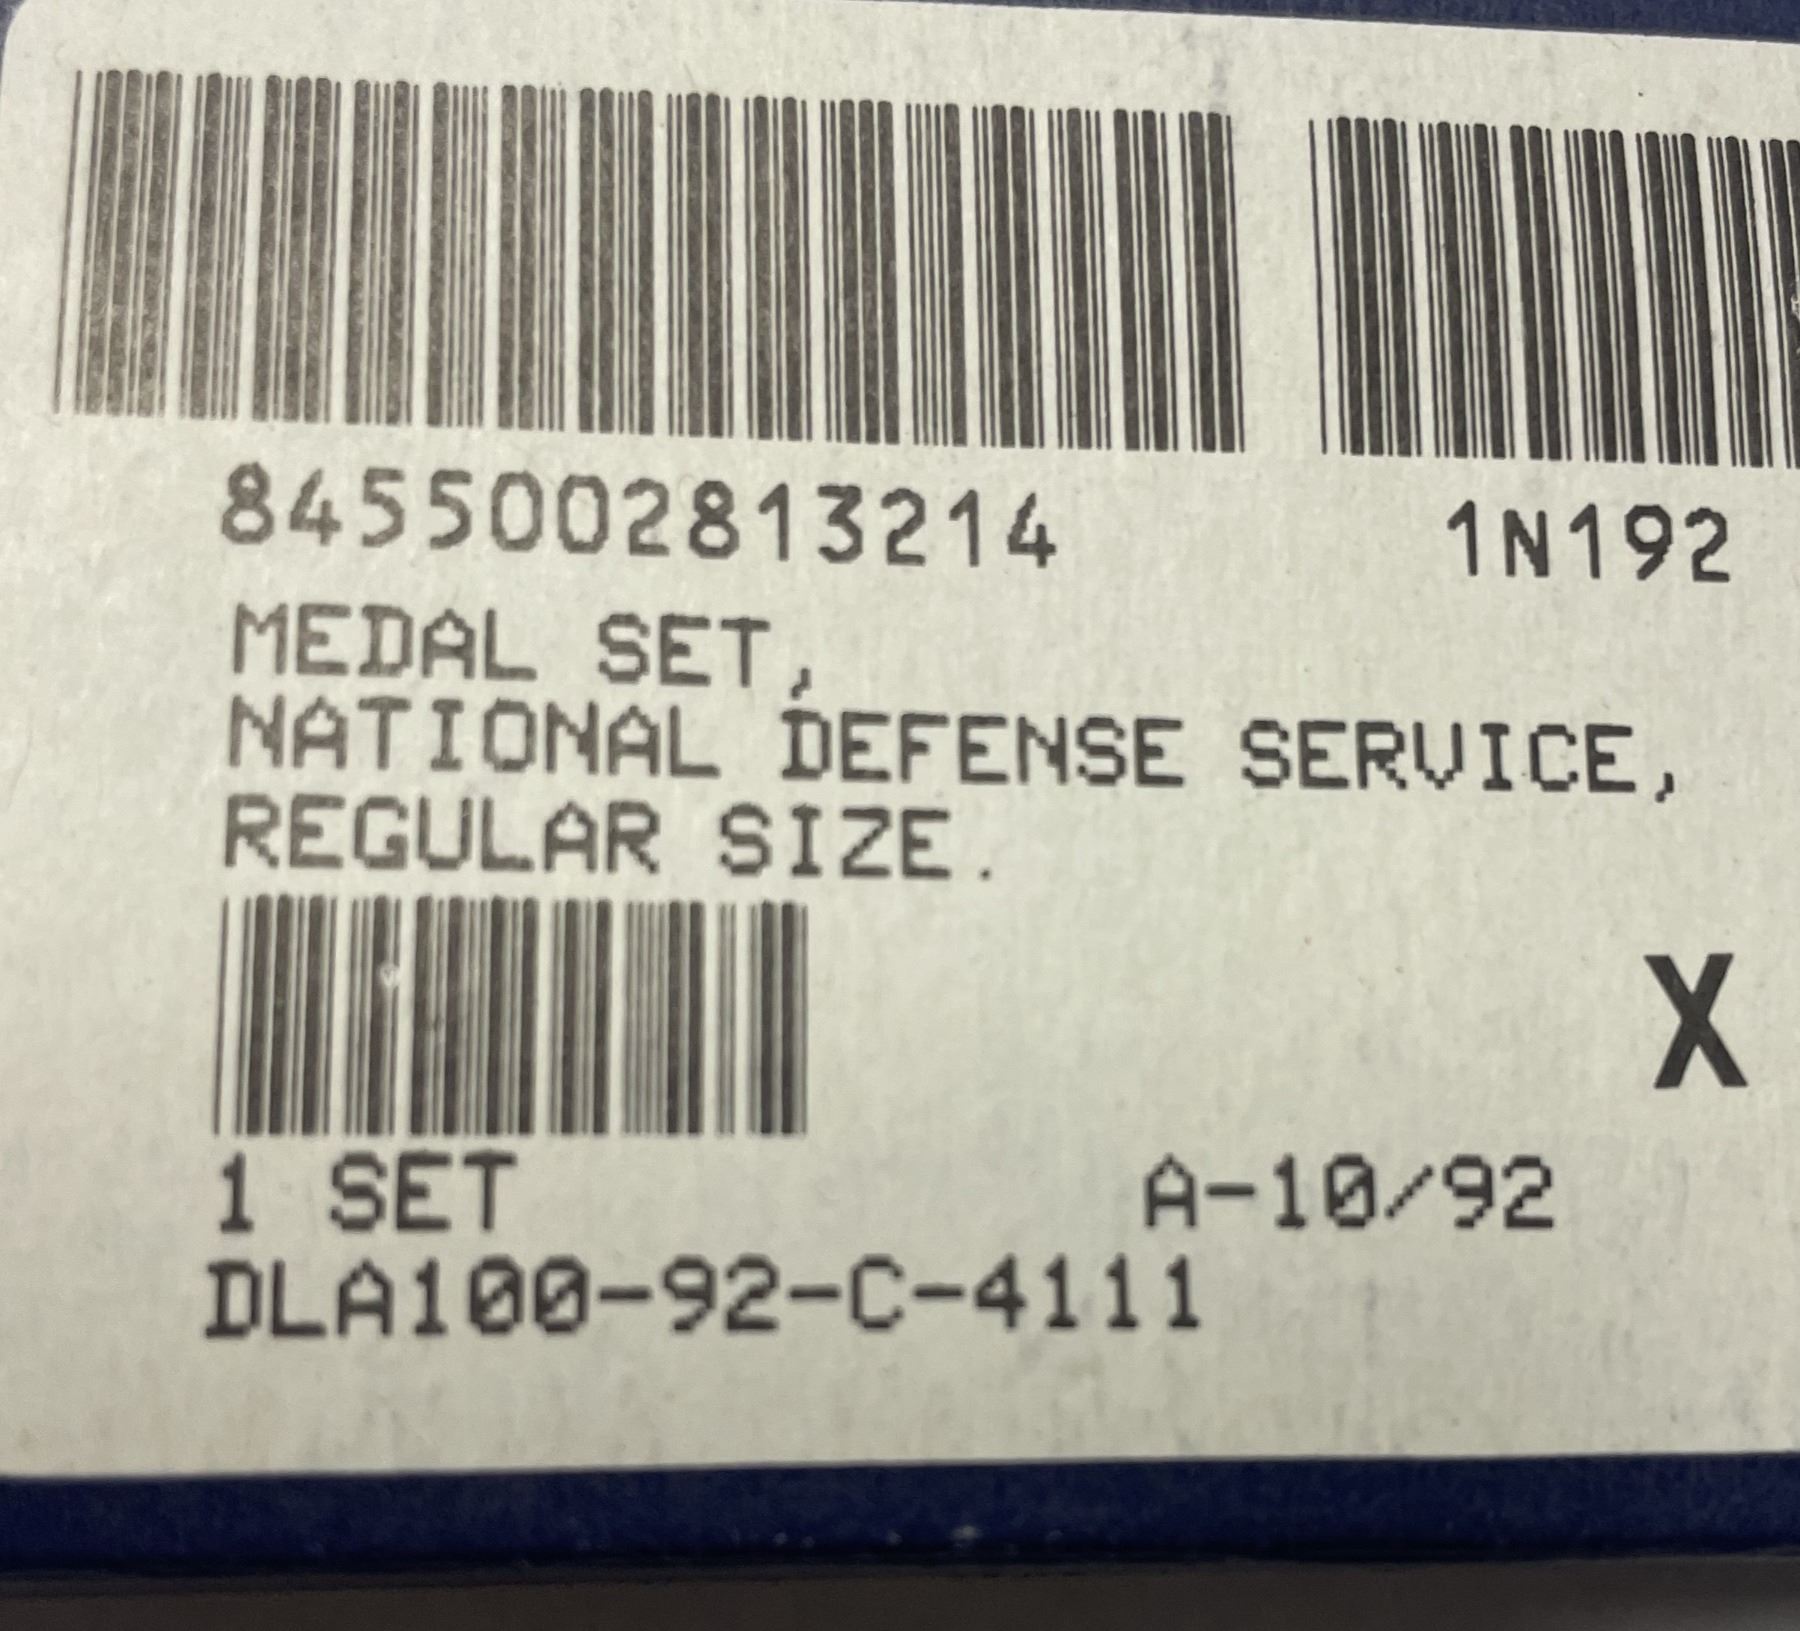 8455002813214 1N192
MEDAL SET,
NATIONAL DEFENSE SERVICE,
REGULAR SIZE.
X
1 SET A-10/92
DLA100-92-C-4111